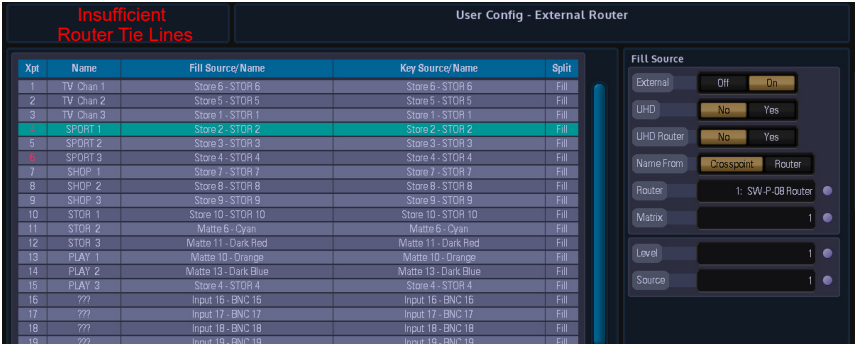 Insufficient
Router Tie Lines
User Config - External Router
Xpt Name Fill Source/Name Key Source/Name Split
1 TV Chan 1 Store 6 - STOR 6 Store 6 - STOR 6 Fill
2 TV Chan 2 Store 5 - STOR 5 Store 5 - STOR 5 Fill
3 TV Chan 3 Store 1 - STOR 1 Store 1 - STOR 1 Fill
4 SPORT 1 Store 2 - STOR 2 Store 2 - STOR 2 Fill
5 SPORT 2 Store 3 - STOR 3 Store 3 - STOR 3 Fill
6 SPORT 3 Store 4 - STOR 4 Store 4 - STOR 4 Fill
7 SHOP 1 Store 7 - STOR 7 Store 7 - STOR 7 Fill
8 SHOP 2 Store 8 - STOR 8 Store 8 - STOR 8 Fill
9 SHOP 3 Store 9 - STOR 9 Store 9 - STOR 9 Fill
10 STOR 1 Store 10 - STOR 10 Store 10 - STOR 10 Fill
11 STOR 2 Matte 6 - Cyan Matte 6 - Cyan Fill
12 STOR 3 Matte 11 - Dark Red Matte 11 - Dark Red Fill
13 PLAY 1 Matte 10 - Orange Matte 10 - Orange Fill
14 PLAY 2 Matte 13 - Dark Blue Matte 13 - Dark Blue Fill
15 PLAY 3 Store 4 - STOR 4 Store 4 - STOR 4 Fill
16 ??? Input 16 - BNC 16 Input 16 - BNC 16 Fill
17 ??? Input 17 - BNC 17 Input 17 - BNC 17 Fill
18 ??? Input 18 - BNC 18 Input 18 - BNC 18 Fill
19 ??? Input 19 - BNC 19 Input 19 - BNC 19 Fill
Fill Source
External Off On
UHD No Yes
UHD Router No Yes
Name From Crosspoint Router
Router 1: SW-P-08 Router
Matrix 1
Level 1
Source 1